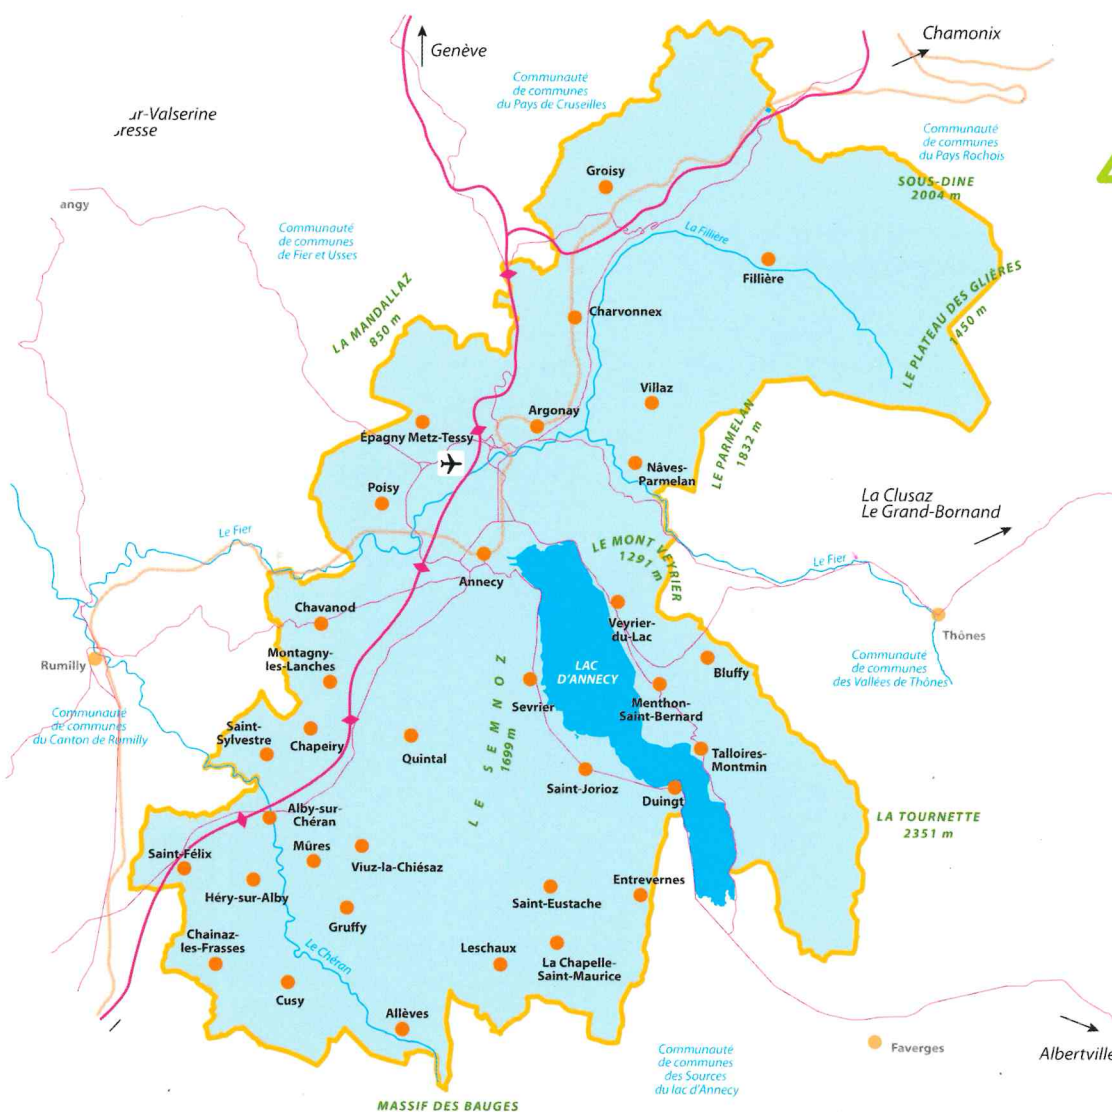 Genève
Chamonix
Communauté
de communes
du Pays de Cruseilles
ur-Valserine
resse
Communauté
de communes
du Pays Rochois
Groisy
SOUS-DINE
2004 m
angy
Communauté
de communes
de Fier et Usses
La Fillière
Fillière
LE PLATEAU DES GLIÈRES
1450 m
LA MANDALLAZ
850 m
Charvonnex
Villaz
Argonay
Épagny Metz-Tessy
LE PARMELAN
1832 m
Nâves-
Parmelan
Poisy
La Clusaz
Le Grand-Bornand
Le Fier
LE MONT VEYRIER
1291 m
Le Fier
Annecy
Chavanod
Veyrier-
du-Lac
Thônes
Montagny-
les-Lanches
Rumilly
LAC
D'ANNECY
Bluffy
Communauté
de communes
des Vallées de Thônes
Sevrier
Menthon-
Saint-Bernard
Communauté
de communes
du Canton de Rumilly
Saint-
Sylvestre
Chapeiry
Quintal
LE SEMNOZ
1699 m
Talloires-
Montmin
Saint-Jorioz
Duingt
Alby-sur-
Chéran
LA TOURNETTE
2351 m
Mûres
Saint-Félix
Viuz-la-Chiésaz
Héry-sur-Alby
Entrevernes
Saint-Eustache
Gruffy
Chainaz-
les-Frasses
Le Chéran
Leschaux
La Chapelle-
Saint-Maurice
Cusy
Allèves
Faverges
Albertville
Communauté
de communes
des Sources
du lac d'Annecy
MASSIF DES BAUGES